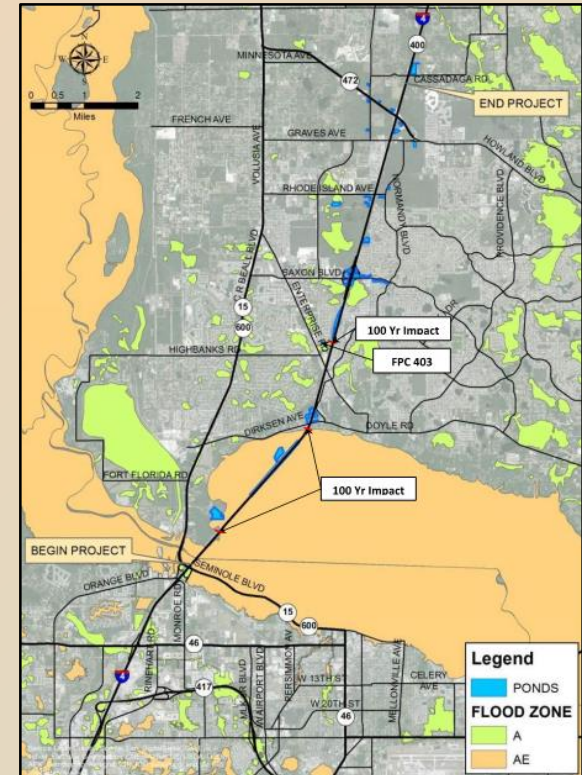 N
W
E
S
0 0.5 1 2
Miles
4
400
MINNESOTA AVE
472
CASSADAGA RD
END PROJECT
FRENCH AVE
GRAVES AVE
HOWLAND BLVD
VOLUSIA AVE
RHODE ISLAND AVE
NORMANDY BLVD
PROVIDENCE BLVD
SAXON BLVD
C R BEALL BLVD
ENTERPRISE RD
15
600
100 Yr Impact
HIGHBANKS RD
FPC 403
DIRKSEN AVE
DOYLE RD
FORT FLORIDA RD
100 Yr Impact
BEGIN PROJECT
SEMINOLE BLVD
ORANGE BLVD
MONROE RD
15
600
RINEHART RD
46
AIRPORT BLVD
PERSIMMON AV
MELLONVILLE AVE
W 13TH ST
CELERY AVE
4
417
W 20TH ST
46
Legend
PONDS
FLOOD ZONE
A
AE